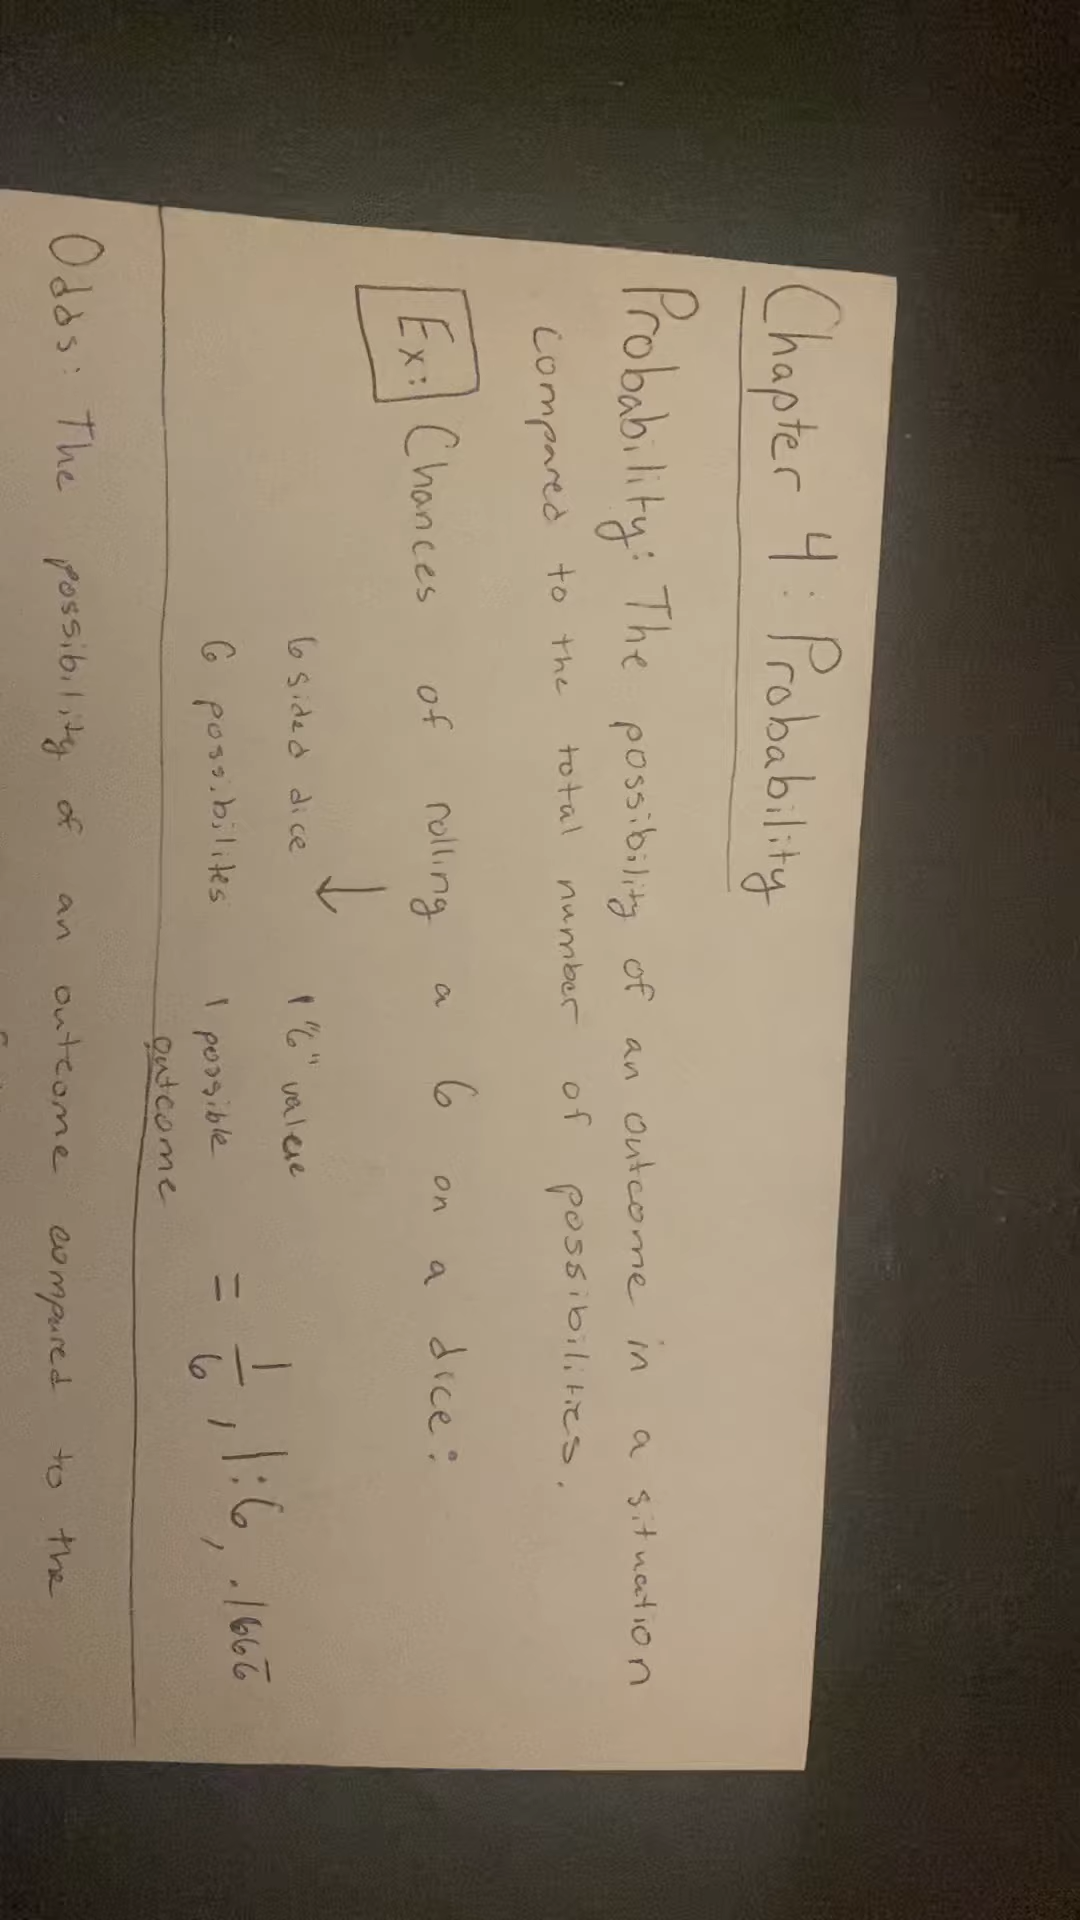 Chapter 4: Probability
Probability: The possibility of an outcome in a situation
compared to the total number of possibilities.
Ex: Chances of rolling a 6 on a dice:
↓
6 sided dice 1 "6" value
6 possibilites 1 possible outcome = 1/6, 1:6, .1666̅
Odds: The possibility of an outcome compared to the